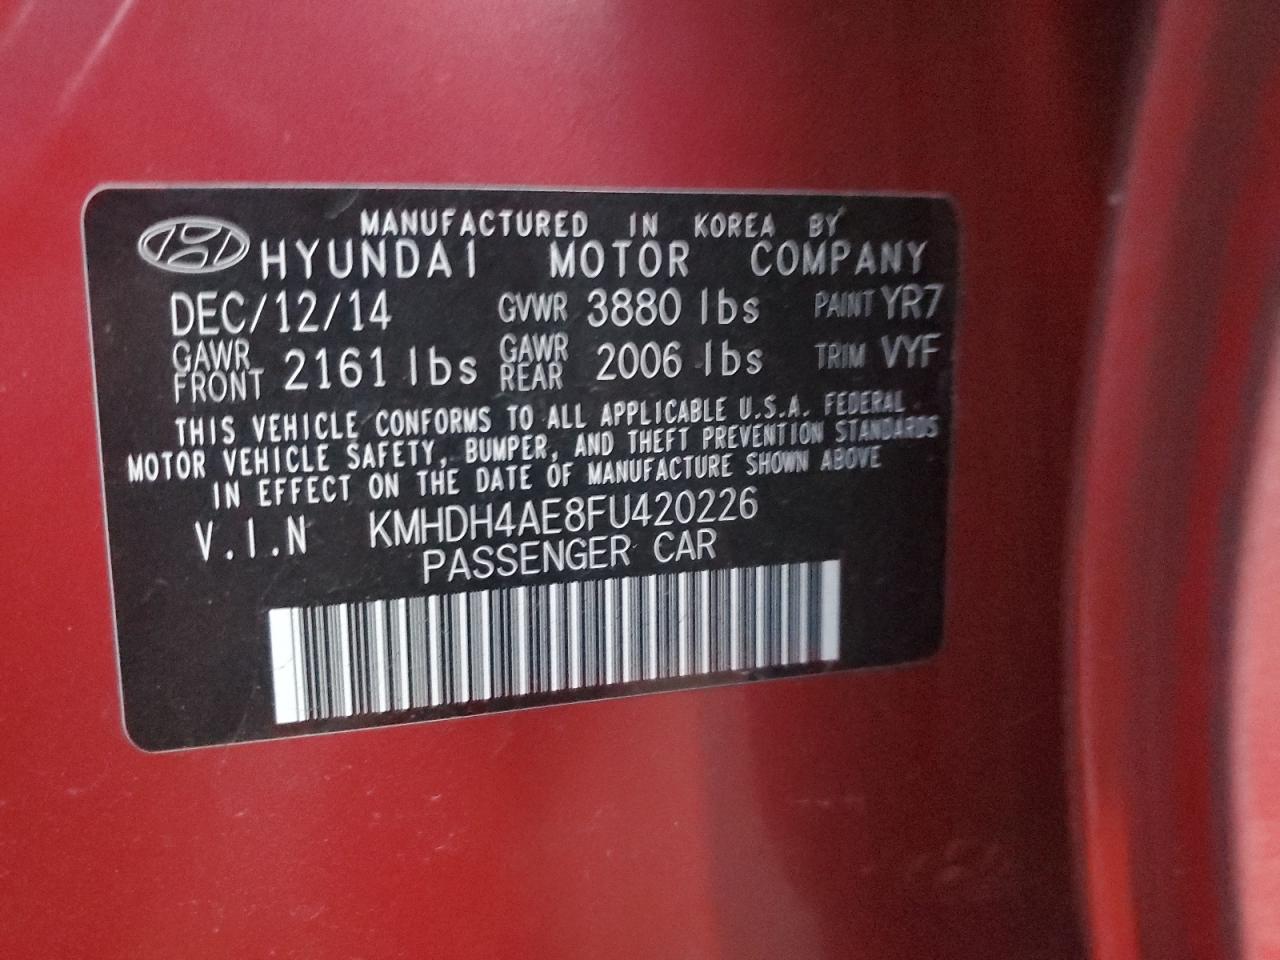 MANUFACTURED IN KOREA BY
HYUNDAI MOTOR COMPANY
DEC/12/14 GVWR 3880 lbs PAINT YR7
GAWR FRONT 2161 lbs GAWR REAR 2006 lbs TRIM VYF
THIS VEHICLE CONFORMS TO ALL APPLICABLE U.S.A. FEDERAL
MOTOR VEHICLE SAFETY, BUMPER, AND THEFT PREVENTION STANDARDS
IN EFFECT ON THE DATE OF MANUFACTURE SHOWN ABOVE
V.I.N KMHDH4AE8FU420226
PASSENGER CAR